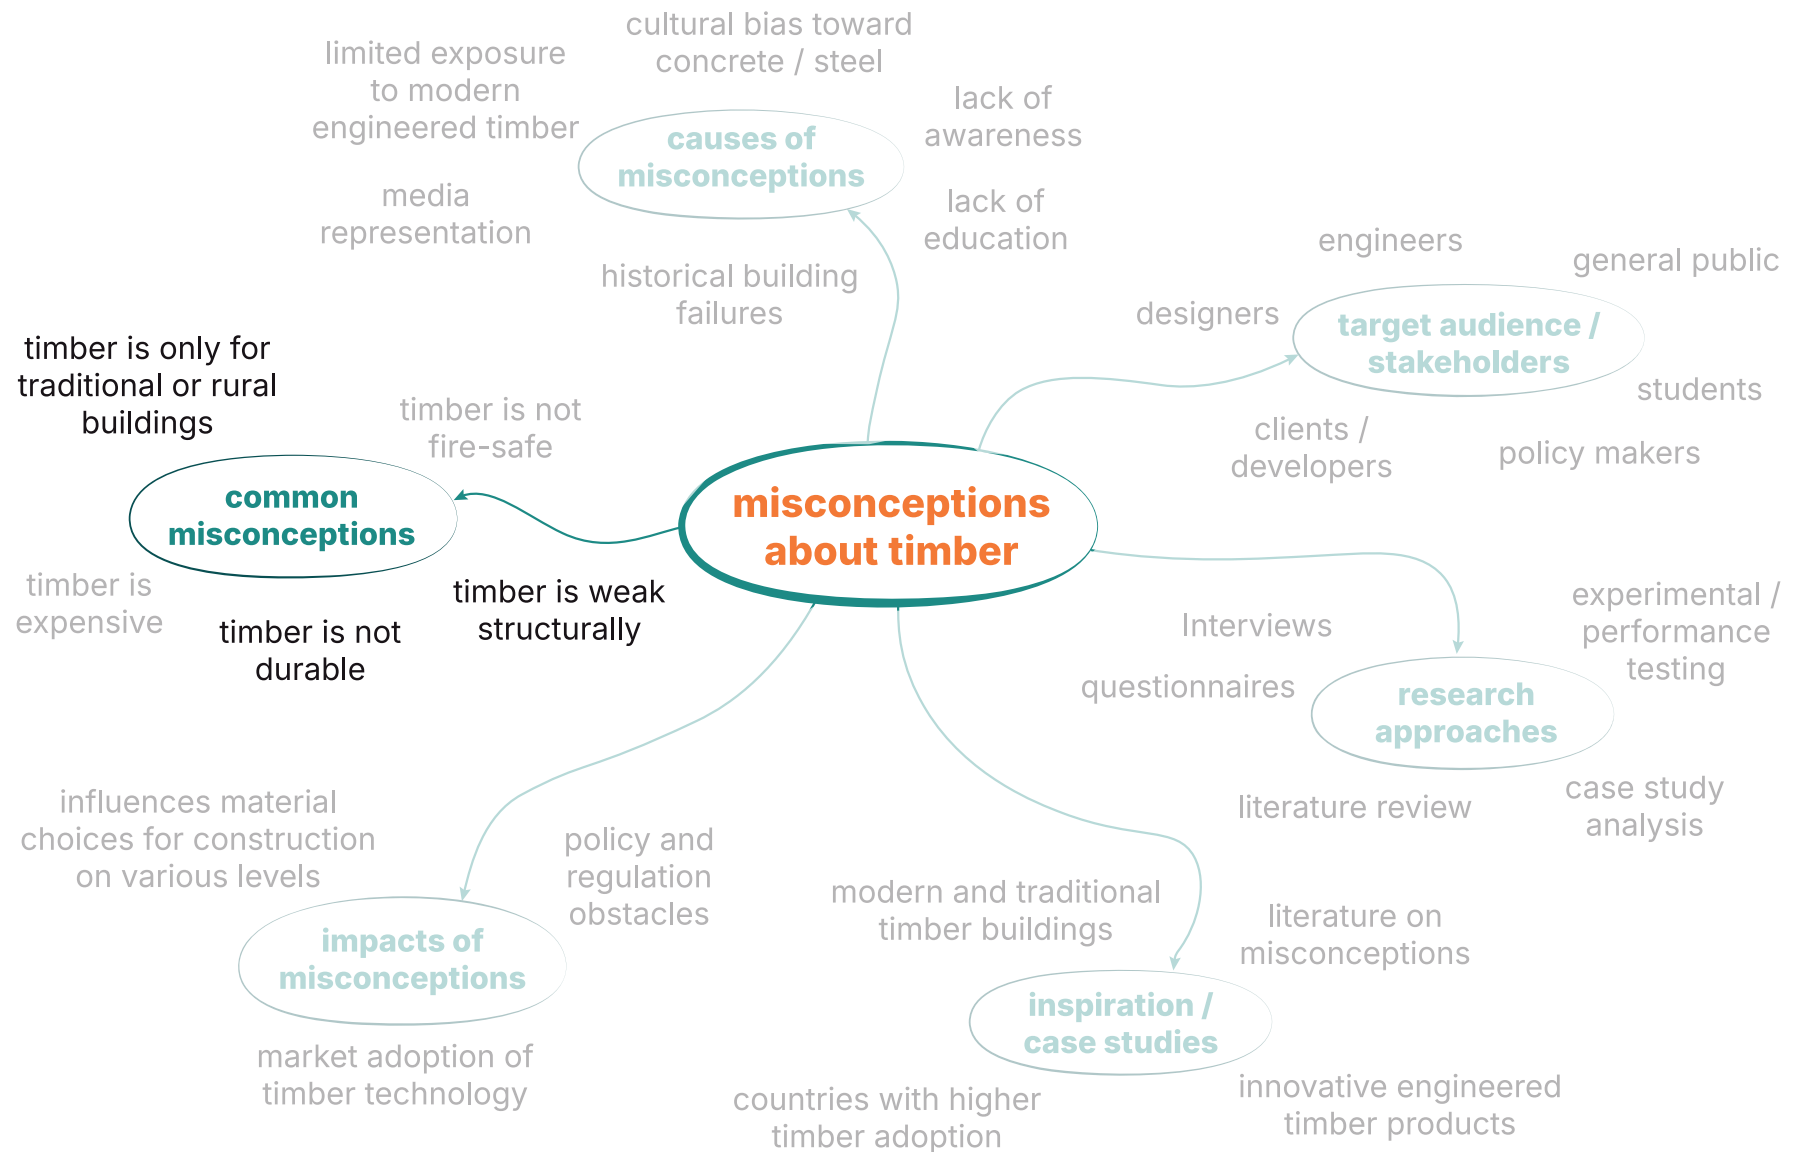 cultural bias toward
concrete / steel
limited exposure
to modern
engineered timber
lack of
awareness
causes of
misconceptions
media
representation
lack of
education
historical building
failures
engineers
general public
designers
target audience /
stakeholders
students
clients /
developers
policy makers
timber is only for
traditional or rural
buildings
timber is not
fire-safe
common
misconceptions
misconceptions
about timber
timber is
expensive
timber is not
durable
timber is weak
structurally
Interviews
experimental /
performance
testing
questionnaires
research
approaches
literature review
case study
analysis
influences material
choices for construction
on various levels
policy and
regulation
obstacles
impacts of
misconceptions
market adoption of
timber technology
modern and traditional
timber buildings
literature on
misconceptions
inspiration /
case studies
countries with higher
timber adoption
innovative engineered
timber products